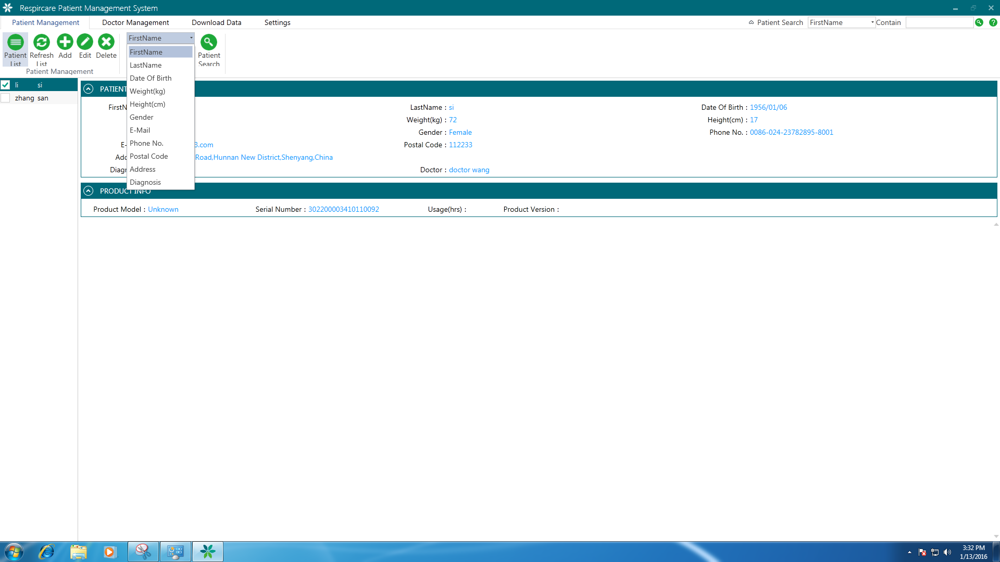 Respircare Patient Management System
Patient Management Doctor Management Download Data Settings
Patient Search FirstName Contain
FirstName
Patient List Refresh List Add Edit Delete
Patient Search
Patient Management
FirstName
LastName
Date Of Birth
Weight(kg)
Height(cm)
Gender
E-Mail
Phone No.
Postal Code
Address
Diagnosis
li si
zhang san
PATIENT
LastName : si Date Of Birth : 1956/01/06
Weight(kg) : 72 Height(cm) : 17
Gender : Female Phone No. : 0086-024-23782895-8001
3.com Postal Code : 112233
Road,Hunnan New District,Shenyang,China
Doctor : doctor wang
PRODUCT INFO
Product Model : Unknown Serial Number : 302200003410110092 Usage(hrs) : Product Version :
3:32 PM
1/13/2016